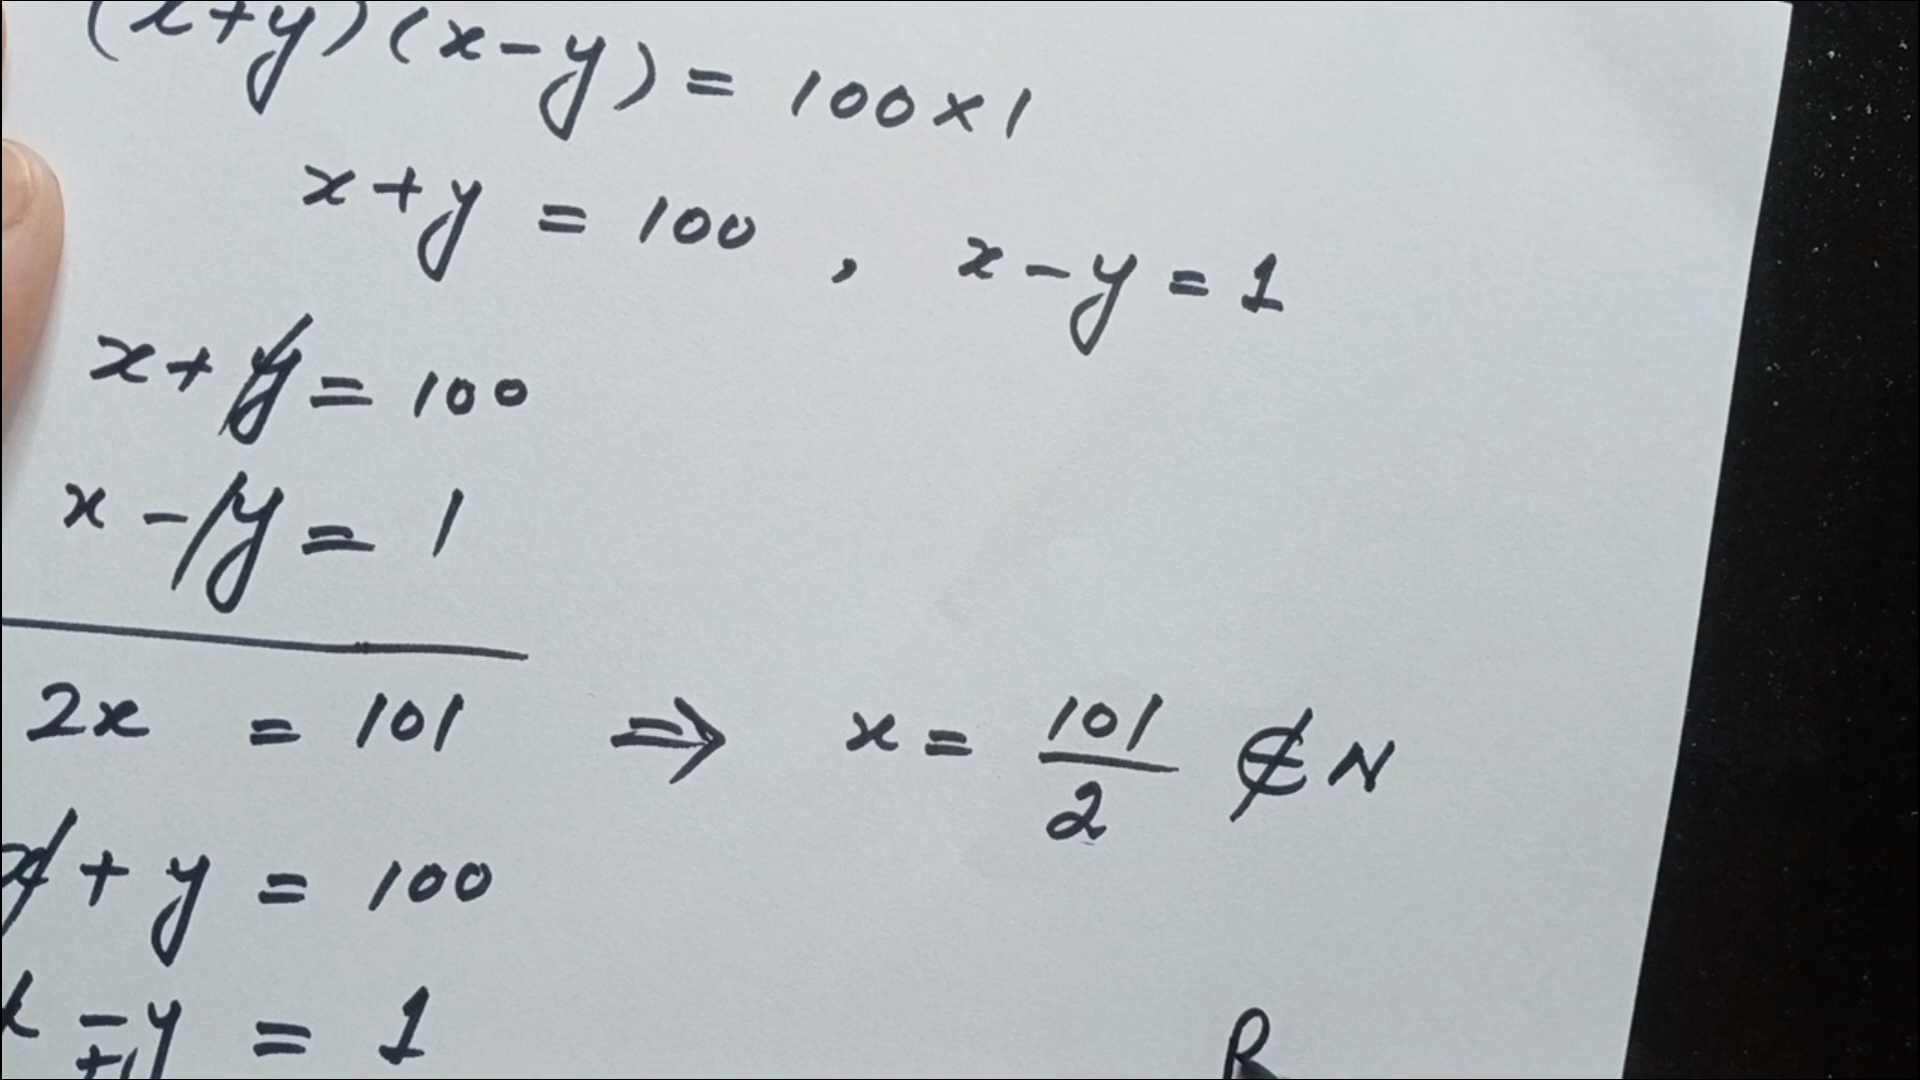 (x+y)(x-y) = 100×1
x+y = 100 , x-y = 1
x+y = 100
x-y = 1
2x = 101 ⇒ x = 101/2 ∉ N
x + y = 100
x - y = 1
+